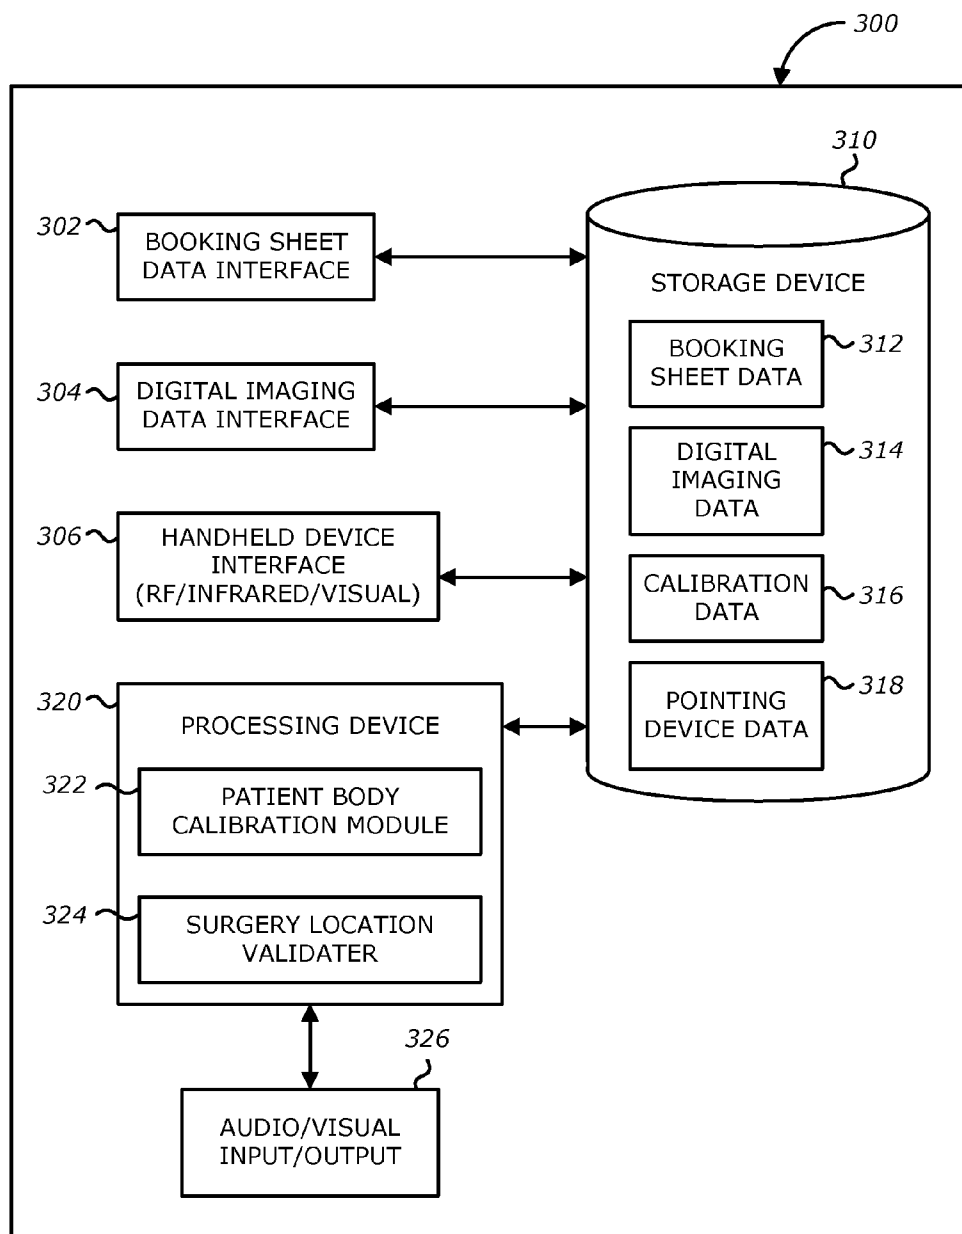 300
310
302
BOOKING SHEET
DATA INTERFACE
STORAGE DEVICE
BOOKING
SHEET DATA
312
304
DIGITAL IMAGING
DATA INTERFACE
DIGITAL
IMAGING
DATA
314
306
HANDHELD DEVICE
INTERFACE
(RF/INFRARED/VISUAL)
CALIBRATION
DATA
316
320
PROCESSING DEVICE
POINTING
DEVICE DATA
318
322
PATIENT BODY
CALIBRATION MODULE
324
SURGERY LOCATION
VALIDATER
326
AUDIO/VISUAL
INPUT/OUTPUT